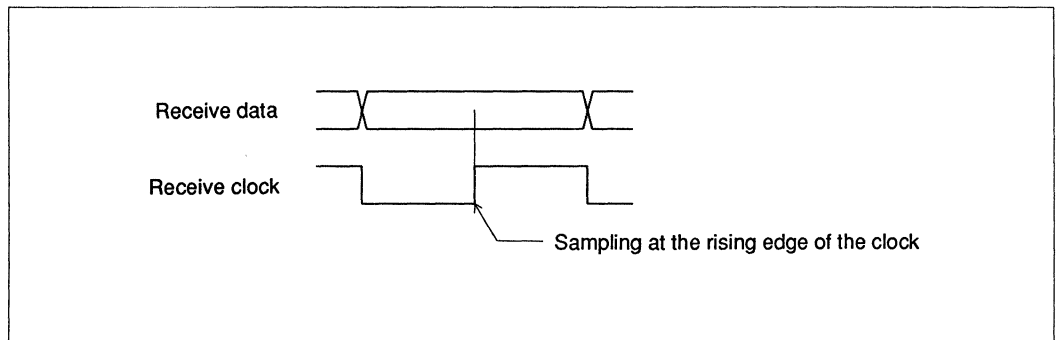 Receive data
Receive clock
Sampling at the rising edge of the clock